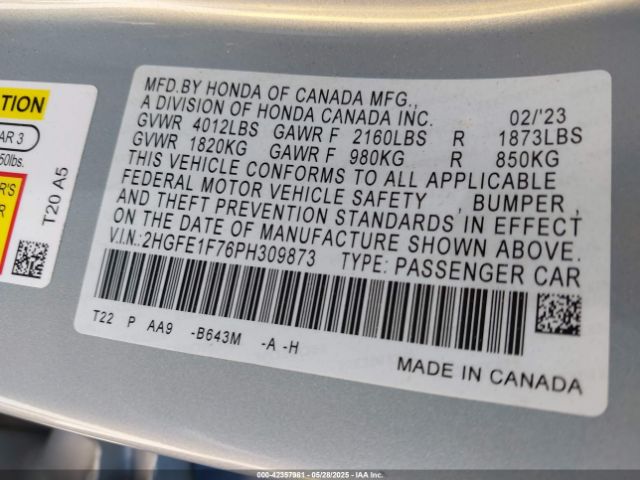 MFD.BY HONDA OF CANADA MFG.,
A DIVISION OF HONDA CANADA INC. 02/'23
GVWR 4012LBS GAWR F 2160LBS R 1873LBS
GVWR 1820KG GAWR F 980KG R 850KG
THIS VEHICLE CONFORMS TO ALL APPLICABLE
FEDERAL MOTOR VEHICLE SAFETY , BUMPER ,
AND THEFT PREVENTION STANDARDS IN EFFECT
ON THE DATE OF MANUFACTURE SHOWN ABOVE.
V.I.N.:2HGFE1F76PH309873 TYPE:PASSENGER CAR
T22 P AA9 -B643M -A -H
MADE IN CANADA
T20 A5
000-42357981 | 05/28/2025 | IAA Inc.